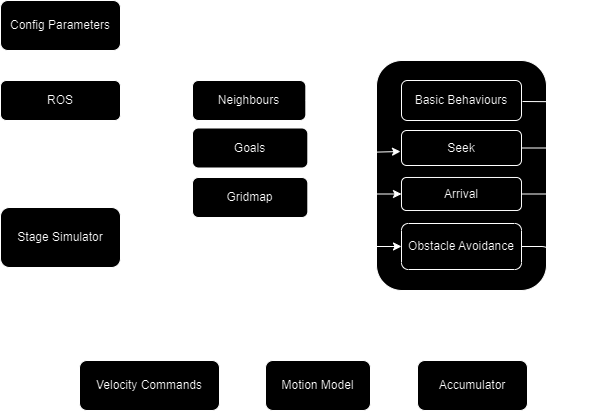 Config Parameters
ROS
Neighbours
Basic Behaviours
Goals
Seek
Gridmap
Arrival
Stage Simulator
Obstacle Avoidance
Velocity Commands
Motion Model
Accumulator